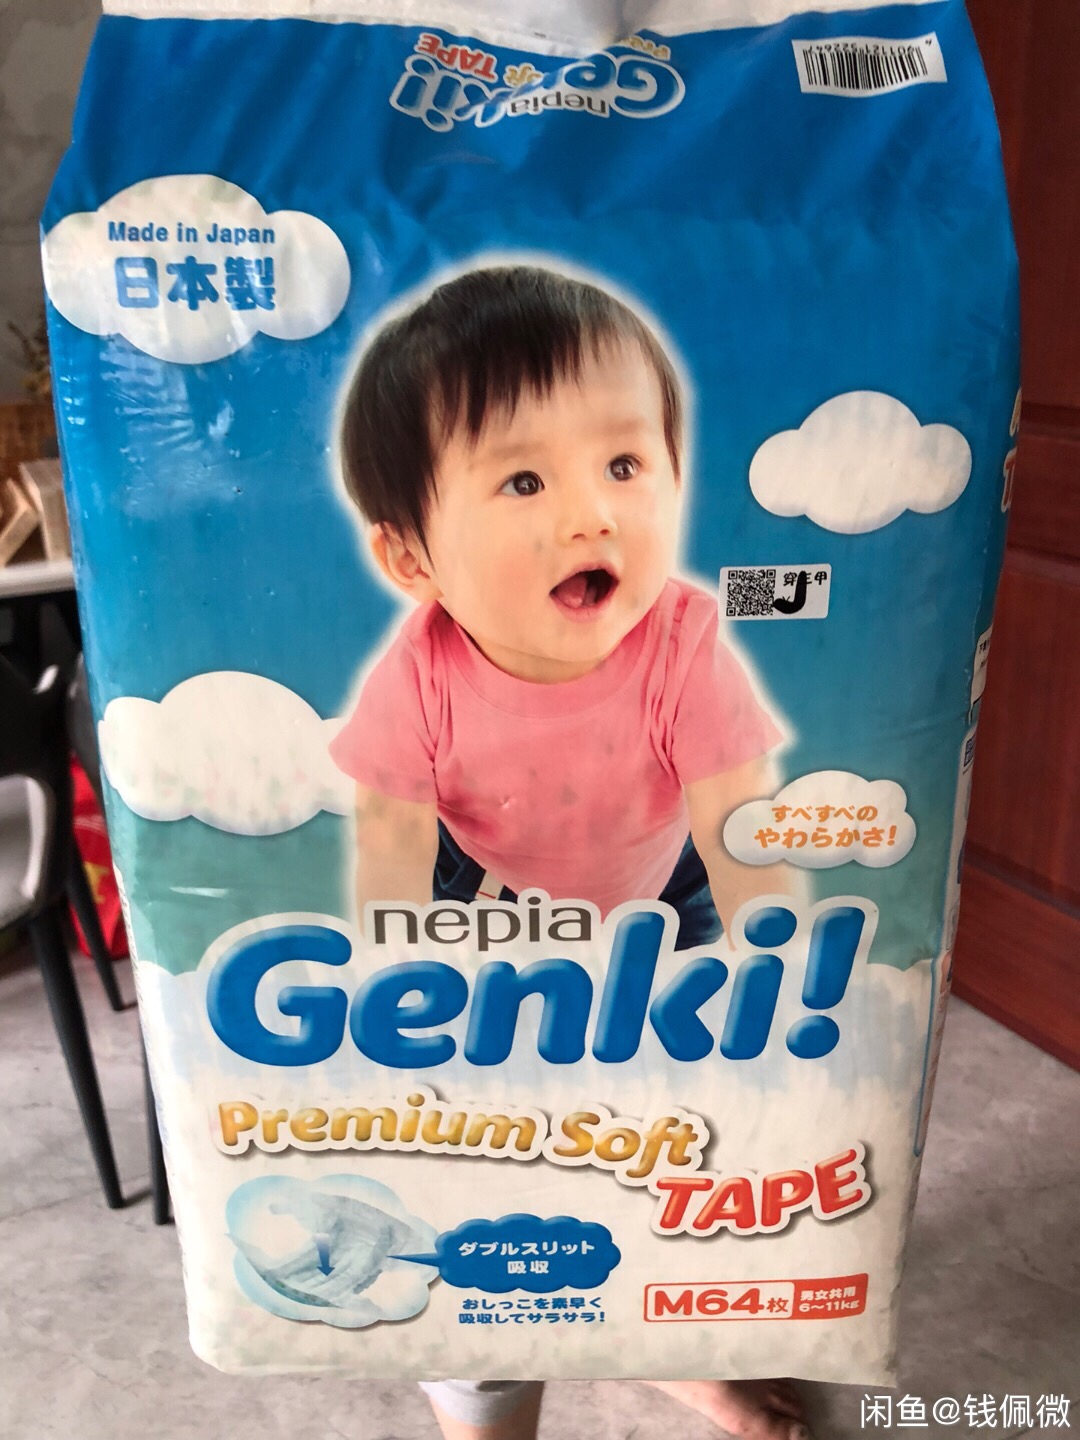 nepia
Genki!
Premium Soft
TAPE
Made in Japan
日本製
すべすべの
やわらかさ!
nepia
Genki!
Premium Soft
TAPE
ダブルスリット
吸収
おしっこを素早く
吸収してサラサラ!
M64枚
男女共用
6~11kg
闲鱼@钱佩微